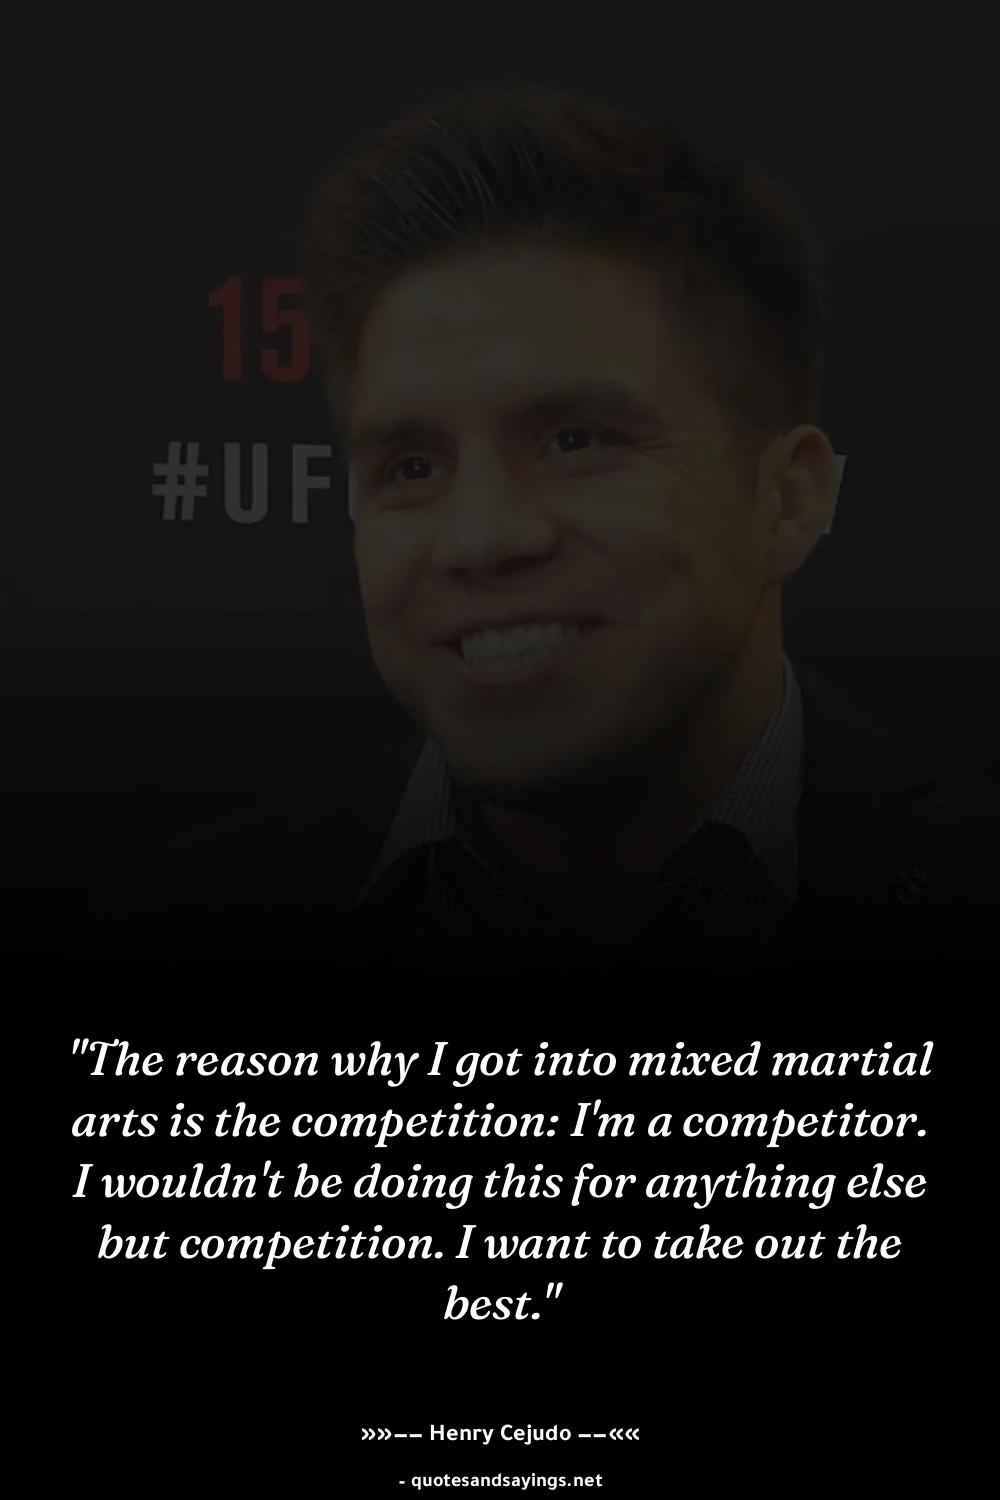 15
#UF
"The reason why I got into mixed martial
arts is the competition: I'm a competitor.
I wouldn't be doing this for anything else
but competition. I want to take out the
best."
»»–– Henry Cejudo ––««
- quotesandsayings.net